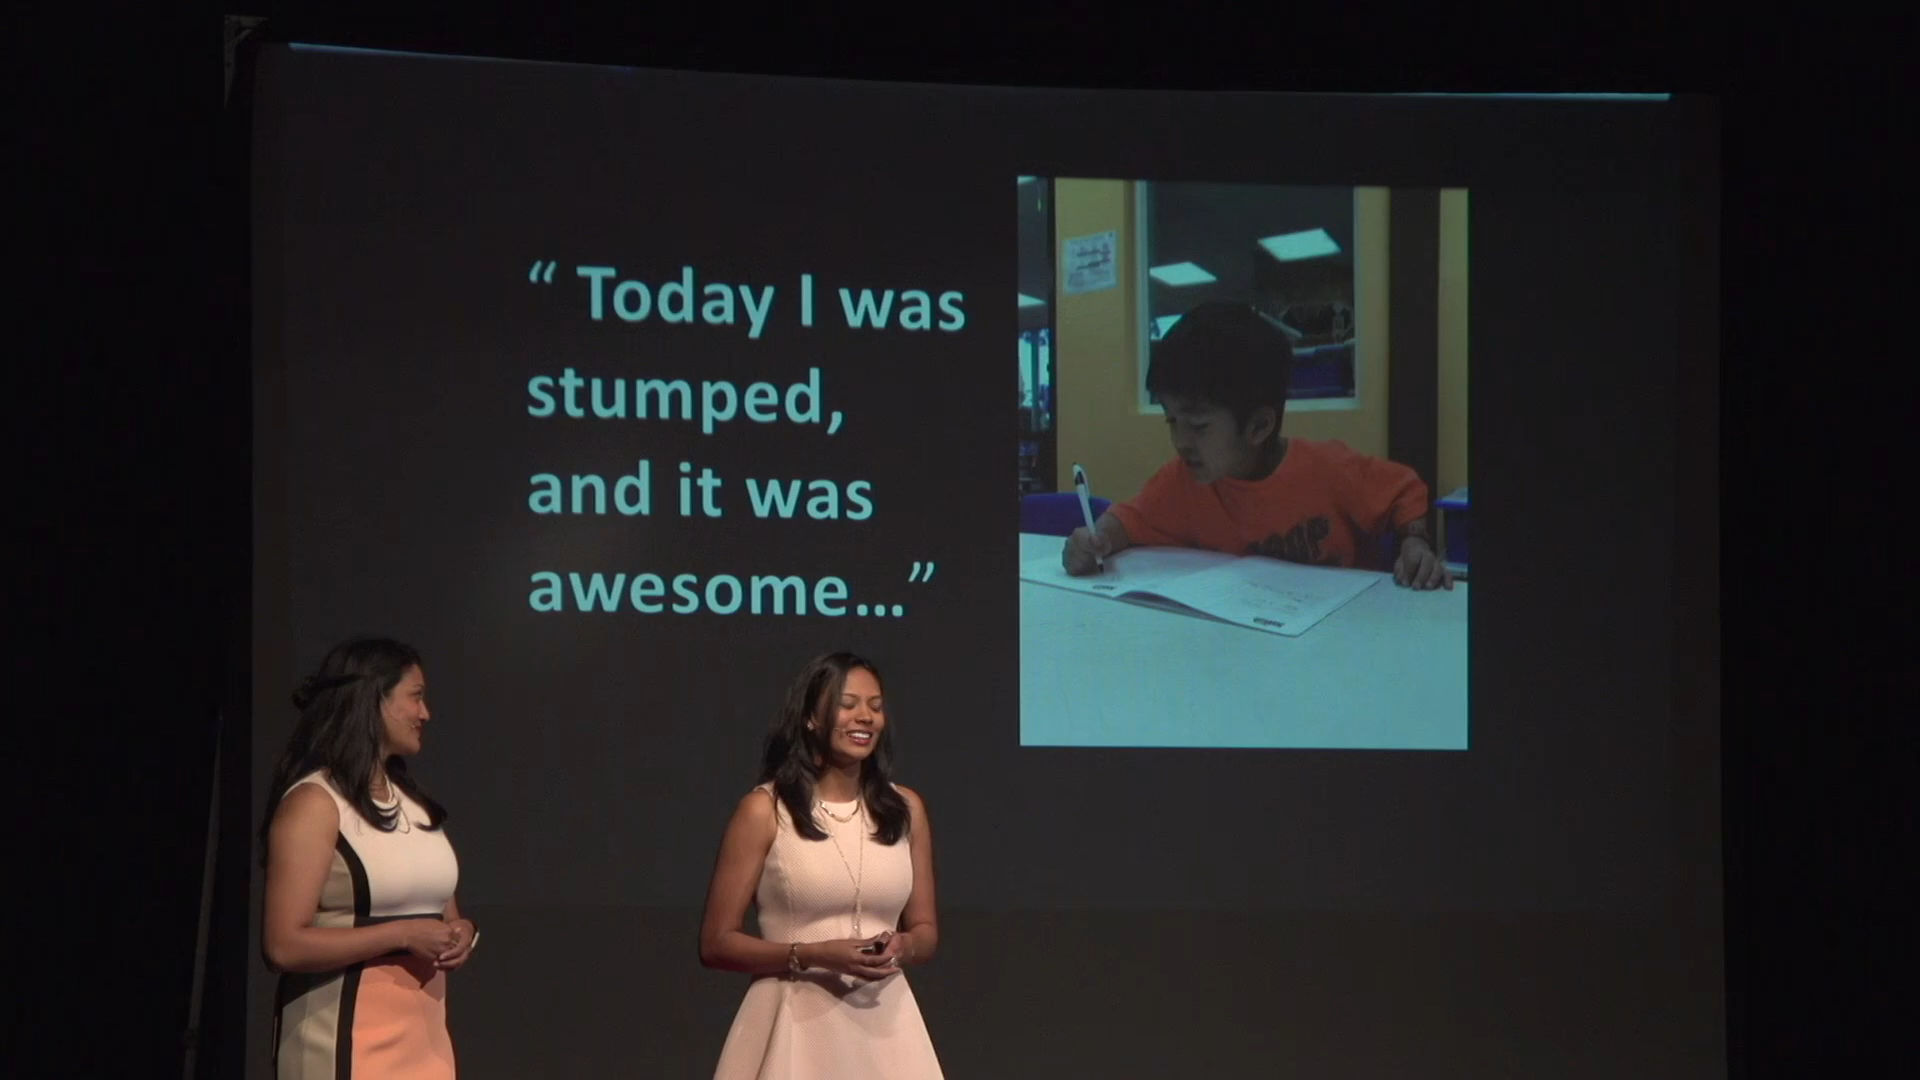 “ Today I was
stumped,
and it was
awesome...”